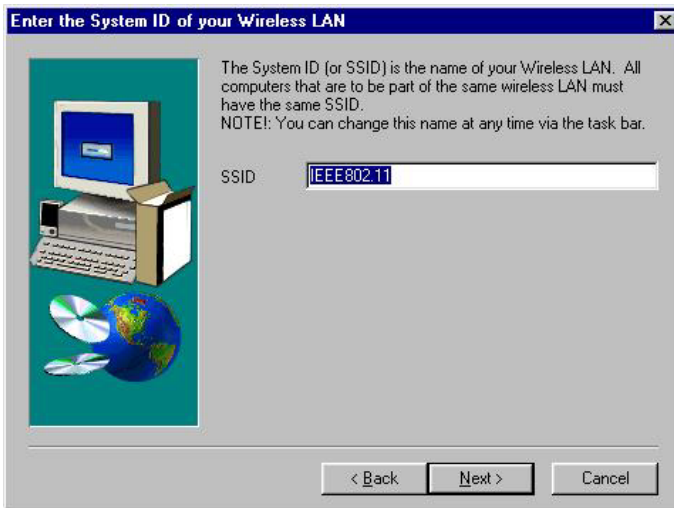 Enter the System ID of your Wireless LAN
The System ID (or SSID) is the name of your Wireless LAN. All
computers that are to be part of the same wireless LAN must
have the same SSID.
NOTE!: You can change this name at any time via the task bar.
SSID IEEE802.11
< Back Next > Cancel